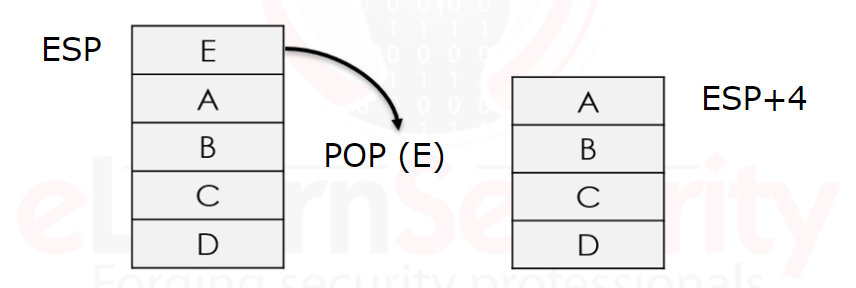 ESP
E
A
B
C
D
POP (E)
A
B
C
D
ESP+4
eLearnSecurity
Forging security professionals